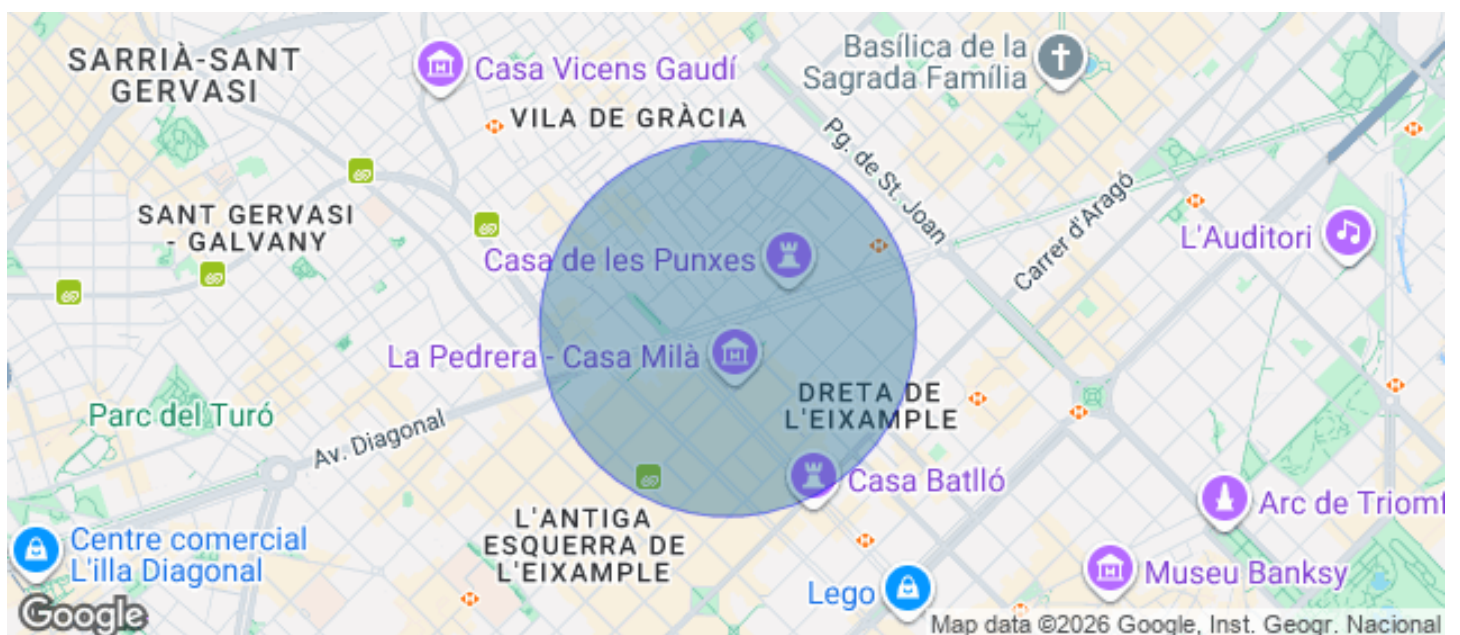 SARRIÀ-SANT
GERVASI
Casa Vicens Gaudí
Basílica de la
Sagrada Família
VILA DE GRÀCIA
Pg. de St. Joan
SANT GERVASI
- GALVANY
Carrer d'Aragó
L'Auditori
Casa de les Punxes
La Pedrera - Casa Milà
DRETA DE
L'EIXAMPLE
Parc del Turó
Av. Diagonal
Casa Batlló
Arc de Triomf
L'ANTIGA
ESQUERRA DE
L'EIXAMPLE
Centre comercial
L'illa Diagonal
Museu Banksy
Lego
Google
Map data ©2026 Google, Inst. Geogr. Nacional